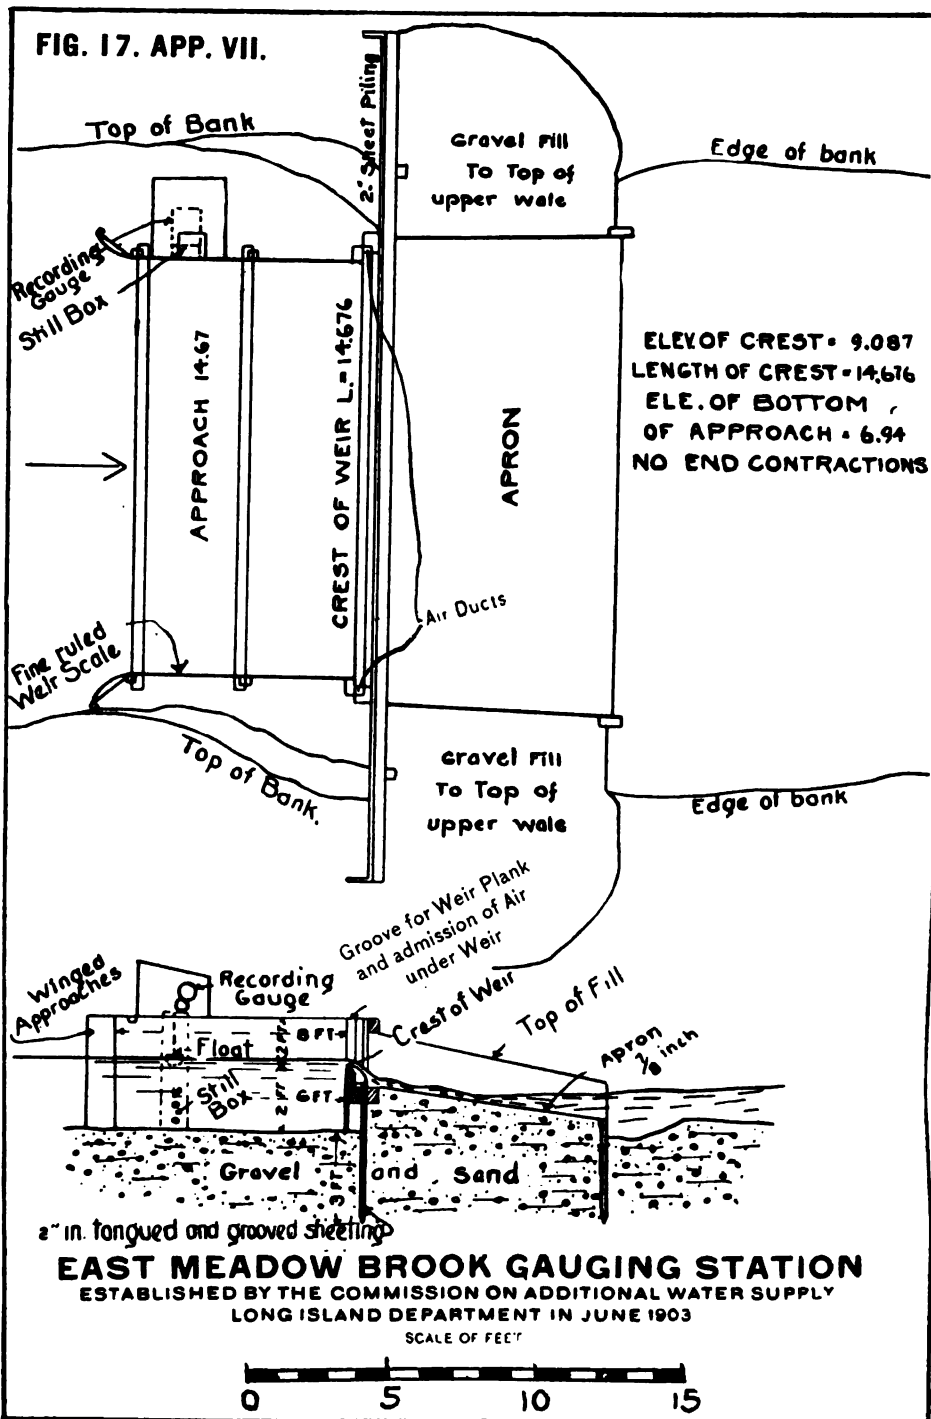 FIG. 17. APP. VII.
2." Sheet Piling
Top of Bank
Gravel Fill
To Top of
upper wale
Edge of bank
Recording
Gauge
Still Box
APPROACH 14.67
CREST OF WEIR L.= 14.676
APRON
ELEV. OF CREST = 9.087
LENGTH OF CREST = 14.676
ELE. OF BOTTOM
OF APPROACH = 6.94
NO END CONTRACTIONS
Air Ducts
Fine ruled
Weir Scale
Top of Bank.
Gravel Fill
To Top of
upper wale
Edge of bank
Groove for Weir Plank
and admission of Air
under Weir
Winged
Approaches
Recording
Gauge
Crest of Weir
Top of Fill
Apron
7/8 inch
8 FT
2 FT
Float
Still
Box
2 FT
6 FT
Gravel and Sand
3 FT
2" in. tongued and grooved sheeting
EAST MEADOW BROOK GAUGING STATION
ESTABLISHED BY THE COMMISSION ON ADDITIONAL WATER SUPPLY
LONG ISLAND DEPARTMENT IN JUNE 1903
SCALE OF FEET
0 5 10 15